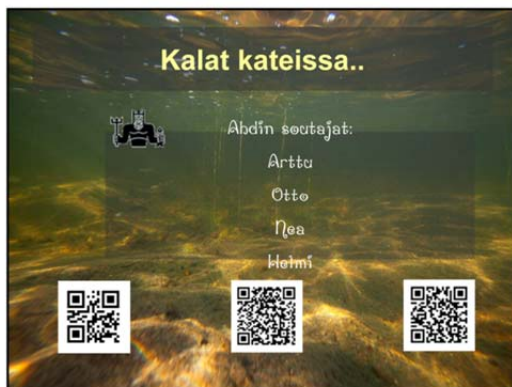 Kalat kateissa..
Ahdin soutajat:
Arttu
Otto
Nea
Helmi